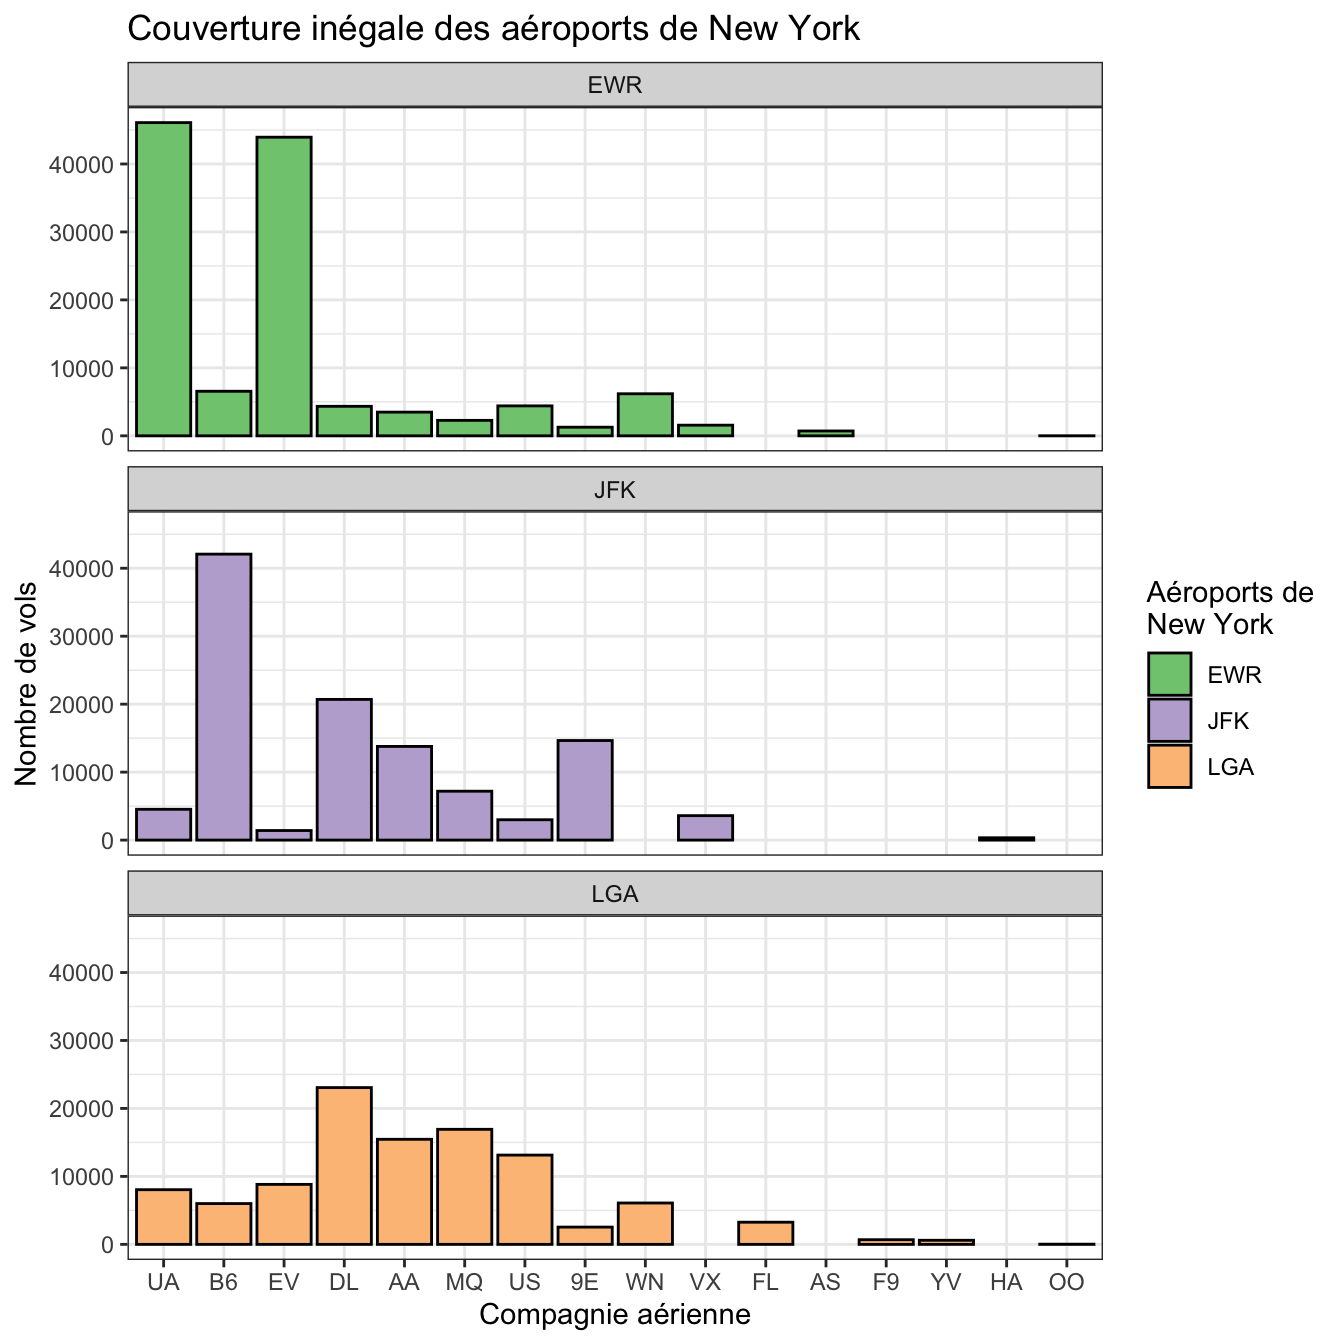 Couverture inégale des aéroports de New York
EWR
40000
30000
20000
10000
0
JFK
40000
30000
20000
10000
0
LGA
40000
30000
20000
10000
0
UA B6 EV DL AA MQ US 9E WN VX FL AS F9 YV HA OO
Compagnie aérienne
Nombre de vols
Aéroports de
New York
EWR
JFK
LGA